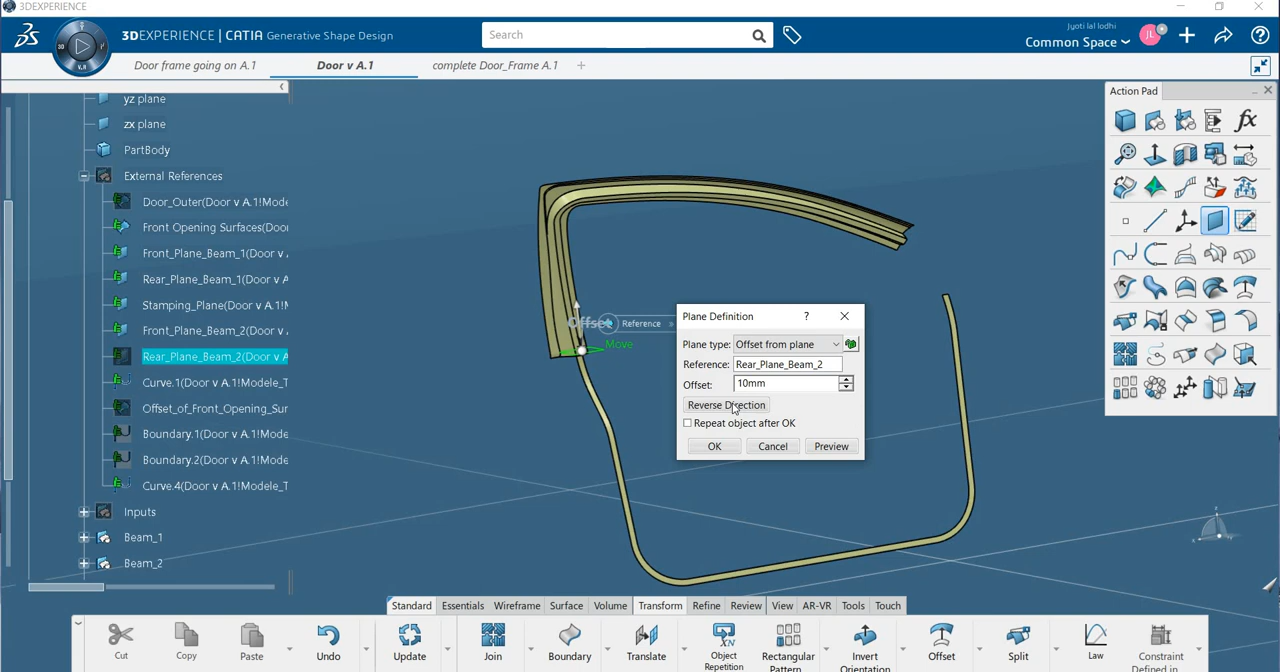 3DEXPERIENCE
3DEXPERIENCE | CATIA Generative Shape Design
Search
Jyoti lal lodhi
Common Space
JL
3D
V.R
Door frame going on A.1
Door v A.1
complete Door_Frame A.1
Action Pad
yz plane
zx plane
PartBody
External References
Door_Outer(Door v A.1!Mode
Front Opening Surfaces(Doo
Front_Plane_Beam_1(Door v
Rear_Plane_Beam_1(Door v
Stamping_Plane(Door v A.1!M
Front_Plane_Beam_2(Door v
Rear_Plane_Beam_2(Door v A
Curve.1(Door v A.1!Modele_T
Offset_of_Front_Opening_Sur
Boundary.1(Door v A.1!Mode
Boundary.2(Door v A.1!Mode
Curve.4(Door v A.1!Modele_T
Inputs
Beam_1
Beam_2
Offset
Reference
Move
Plane Definition
?
Plane type: Offset from plane
Reference: Rear_Plane_Beam_2
Offset: 10mm
Reverse Direction
Repeat object after OK
OK Cancel Preview
Standard Essentials Wireframe Surface Volume Transform Refine Review View AR-VR Tools Touch
Cut Copy Paste Undo Update Join Boundary Translate Object Repetition Rectangular Pattern Invert Orientation Offset Split Law Constraint Defined in